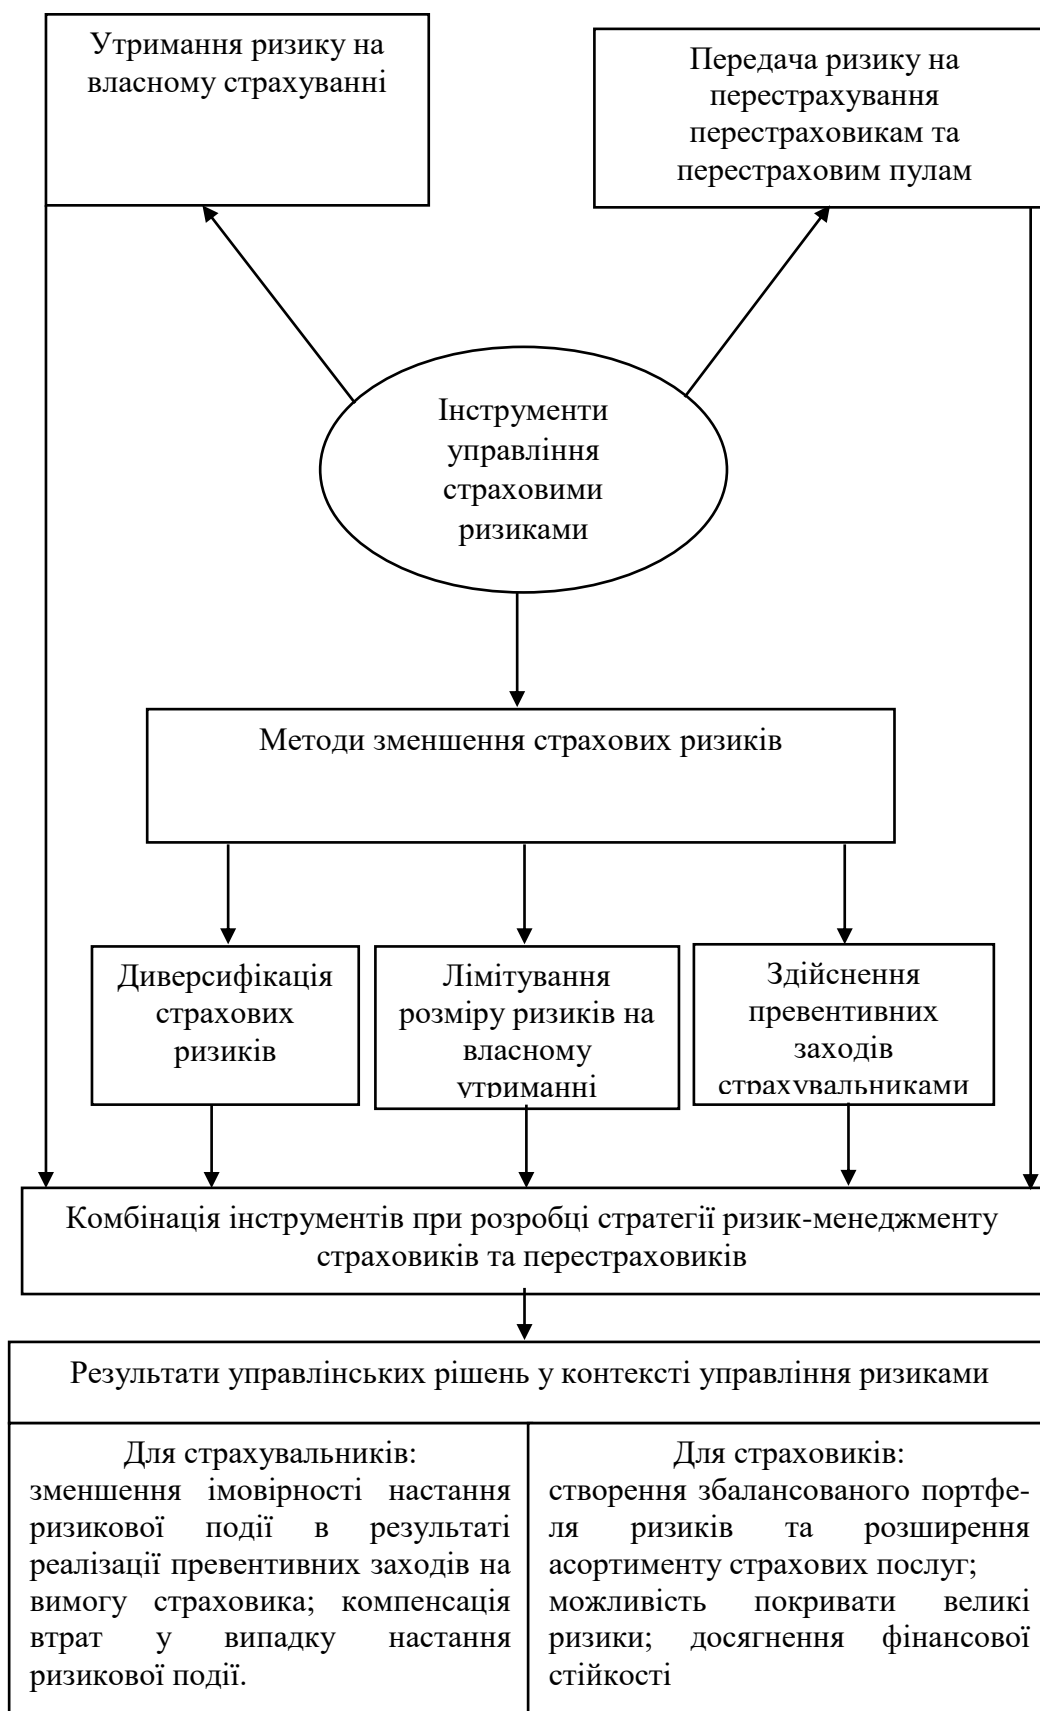 Утримання ризику на
власному страхуванні
Передача ризику на
перестрахування
перестраховикам та
перестраховим пулам
Інструменти
управління
страховими
ризиками
Методи зменшення страхових ризиків
Диверсифікація
страхових
ризиків
Лімітування
розміру ризиків на
власному
утриманні
Здійснення
превентивних
заходів
страхувальниками
Комбінація інструментів при розробці стратегії ризик-менеджменту
страховиків та перестраховиків
Результати управлінських рішень у контексті управління ризиками
Для страхувальників:
зменшення імовірності настання
ризикової події в результаті
реалізації превентивних заходів на
вимогу страховика; компенсація
втрат у випадку настання
ризикової події.
Для страховиків:
створення збалансованого портфе-
ля ризиків та розширення
асортименту страхових послуг;
можливість покривати великі
ризики; досягнення фінансової
стійкості